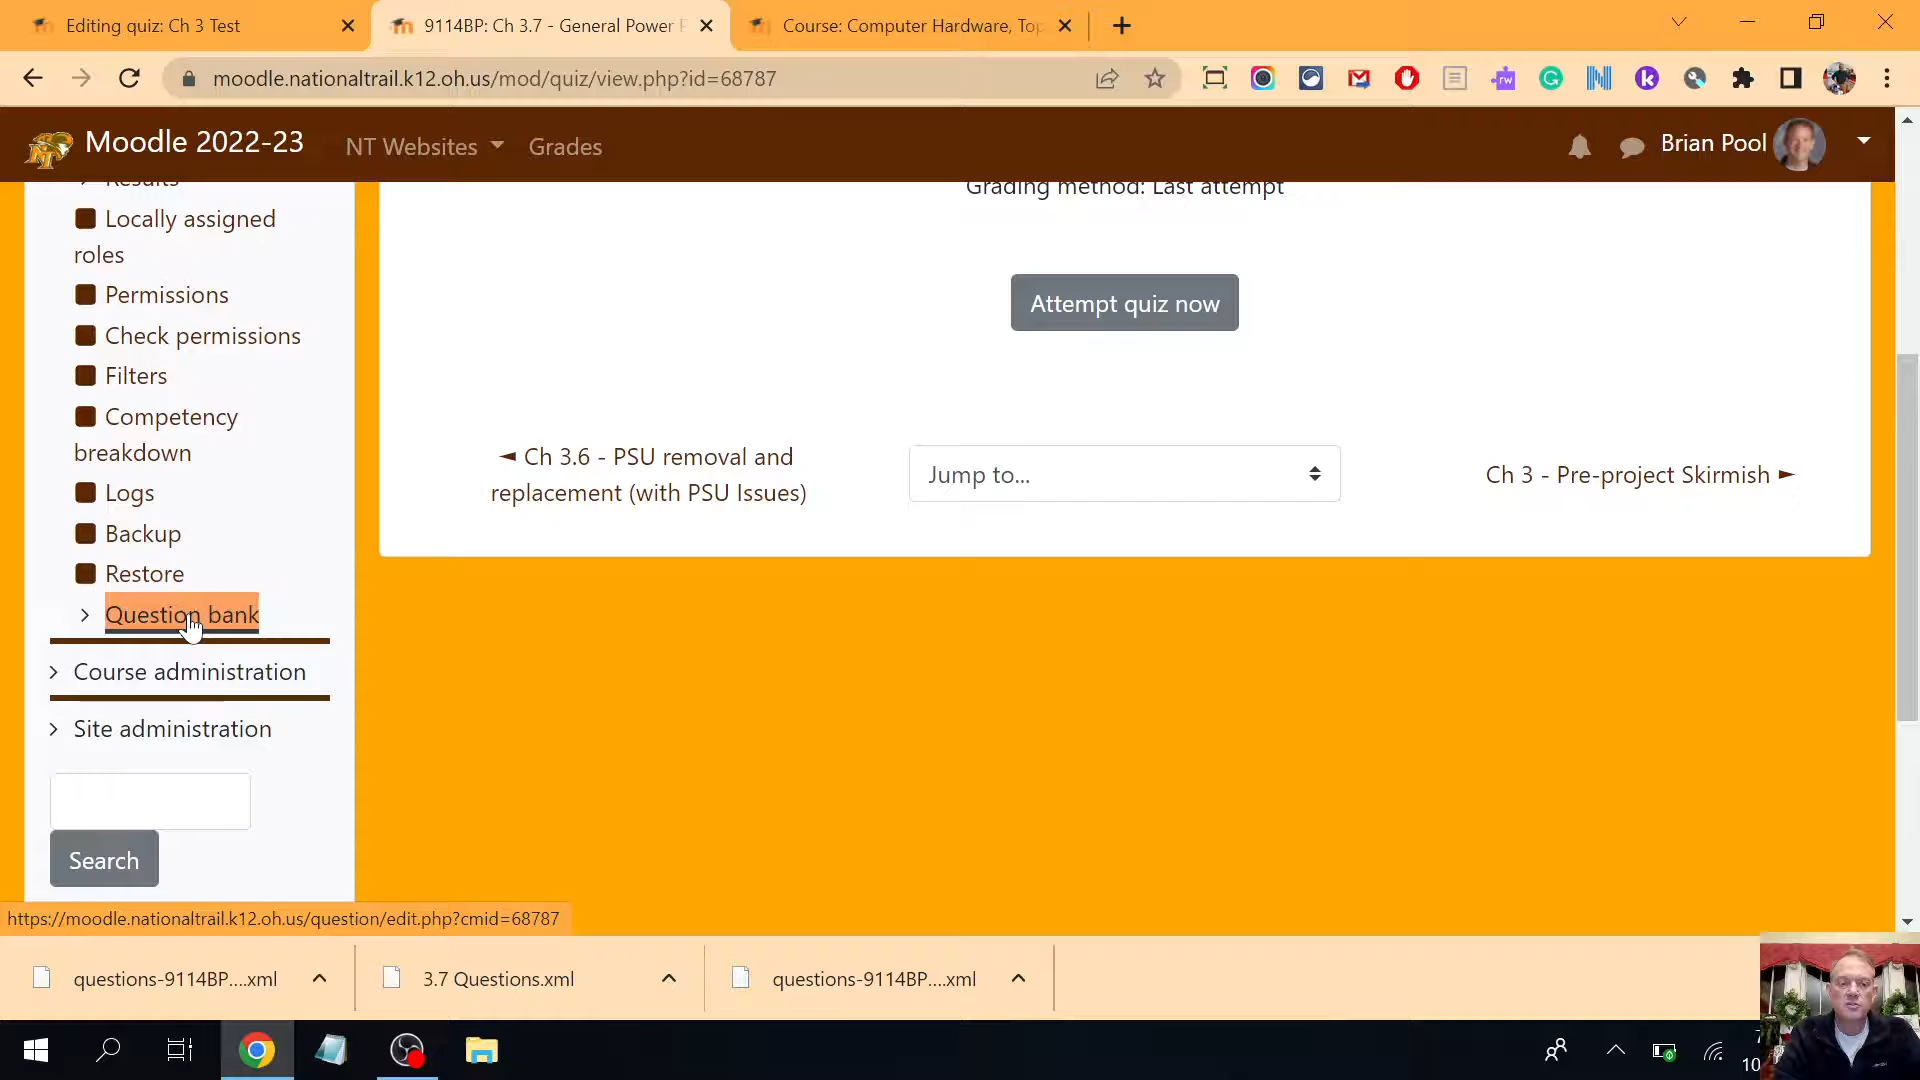 Editing quiz: Ch 3 Test
9114BP: Ch 3.7 - General Power
Course: Computer Hardware, Top
moodle.nationaltrail.k12.oh.us/mod/quiz/view.php?id=68787
NT
Moodle 2022-23
NT Websites
Grades
Brian Pool
Results
Locally assigned
roles
Permissions
Check permissions
Filters
Competency
breakdown
Logs
Backup
Restore
Question bank
Course administration
Site administration
Search
Grading method: Last attempt
Attempt quiz now
◄ Ch 3.6 - PSU removal and
replacement (with PSU Issues)
Jump to...
Ch 3 - Pre-project Skirmish ►
https://moodle.nationaltrail.k12.oh.us/question/edit.php?cmid=68787
questions-9114BP....xml
3.7 Questions.xml
questions-9114BP....xml